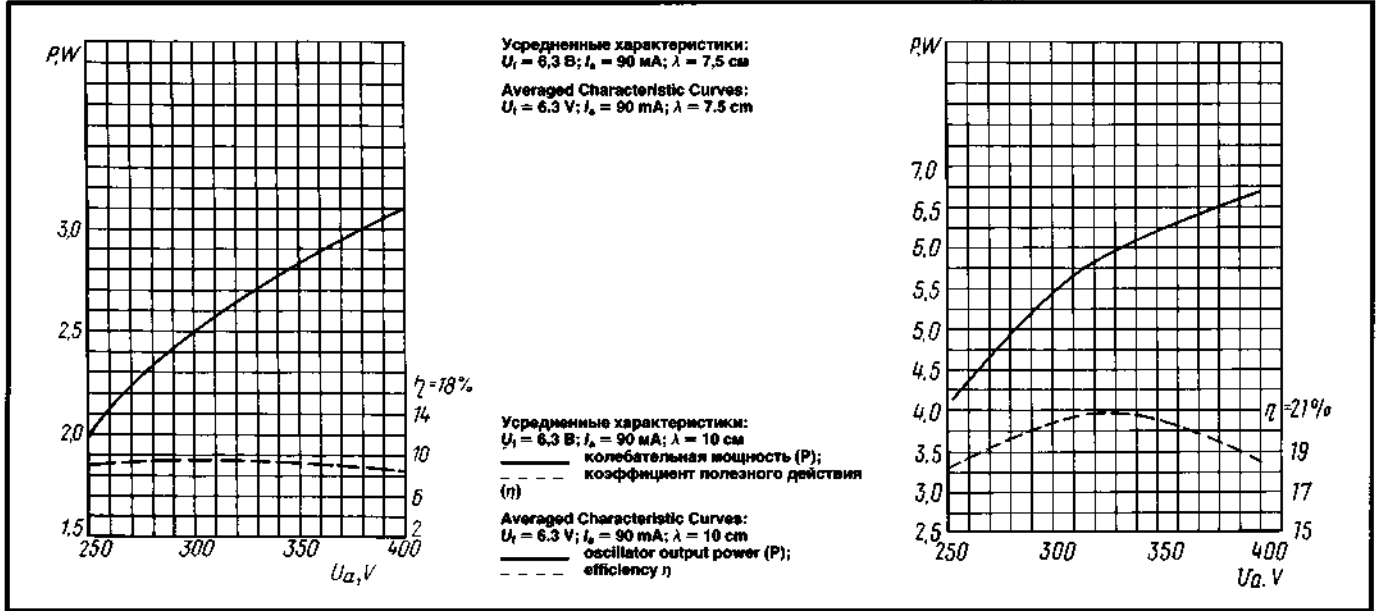 P,W
3,0
2,5
2,0
1.5
η =18%
14
10
6
2
250 300 350 400
Ua, V
Усредненные характеристики:
Uf = 6,3 В; Ia = 90 мА; λ = 7,5 см
Averaged Characteristic Curves:
Uf = 6.3 V; Ia = 90 mA; λ = 7.5 cm
Усредненные характеристики:
Uf = 6,3 В; Ia = 90 мА; λ = 10 см
колебательная мощность (P);
коэффициент полезного действия
(η)
Averaged Characteristic Curves:
Uf = 6.3 V; Ia = 90 mA; λ = 10 cm
oscillator output power (P);
efficiency η
P,W
7,0
6,5
6,0
5,5
5,0
4,5
4,0
3,5
3,0
2,5
η =21%
19
17
15
250 300 350 400
Ua. V